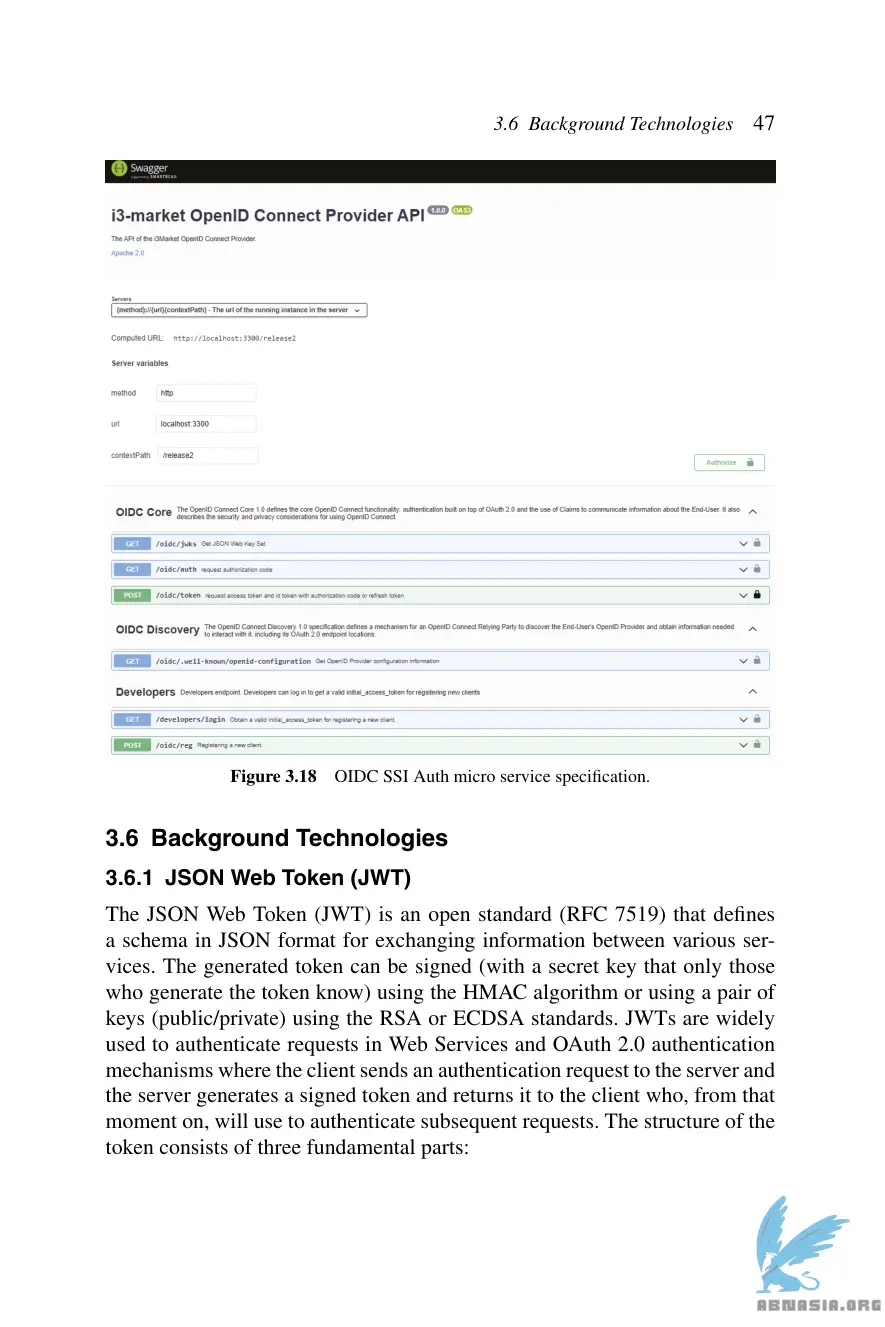 3.6 Background Technologies 47
Swagger
Supported by SMARTBEAR
i3-market OpenID Connect Provider API 1.0.0 OAS3
The API of the i3Market OpenID Connect Provider.
Apache 2.0
Servers
{method}://{url}{contextPath} - The url of the running instance in the server
Computed URL: http://localhost:3300/release2
Server variables
method http
url localhost:3300
contextPath /release2
Authorize
OIDC Core The OpenID Connect Core 1.0 defines the core OpenID Connect functionality: authentication built on top of OAuth 2.0 and the use of Claims to communicate information about the End-User. It also
describes the security and privacy considerations for using OpenID Connect.
GET /oidc/jwks Get JSON Web Key Set
GET /oidc/auth request authorization code
POST /oidc/token request access token and id token with authorization code or refresh token
OIDC Discovery The OpenID Connect Discovery 1.0 specification defines a mechanism for an OpenID Connect Relying Party to discover the End-User's OpenID Provider and obtain information needed
to interact with it, including its OAuth 2.0 endpoint locations.
GET /oidc/.well-known/openid-configuration Get OpenID Provider configuration information
Developers Developers endpoint. Developers can log in to get a valid initial_access_token for regsitering new clients
GET /developers/login Obtain a valid initial_access_token for registering a new client.
POST /oidc/reg Registering a new client.
Figure 3.18 OIDC SSI Auth micro service specification.
3.6 Background Technologies
3.6.1 JSON Web Token (JWT)
The JSON Web Token (JWT) is an open standard (RFC 7519) that defines
a schema in JSON format for exchanging information between various ser-
vices. The generated token can be signed (with a secret key that only those
who generate the token know) using the HMAC algorithm or using a pair of
keys (public/private) using the RSA or ECDSA standards. JWTs are widely
used to authenticate requests in Web Services and OAuth 2.0 authentication
mechanisms where the client sends an authentication request to the server and
the server generates a signed token and returns it to the client who, from that
moment on, will use to authenticate subsequent requests. The structure of the
token consists of three fundamental parts:
ABNASIA.ORG